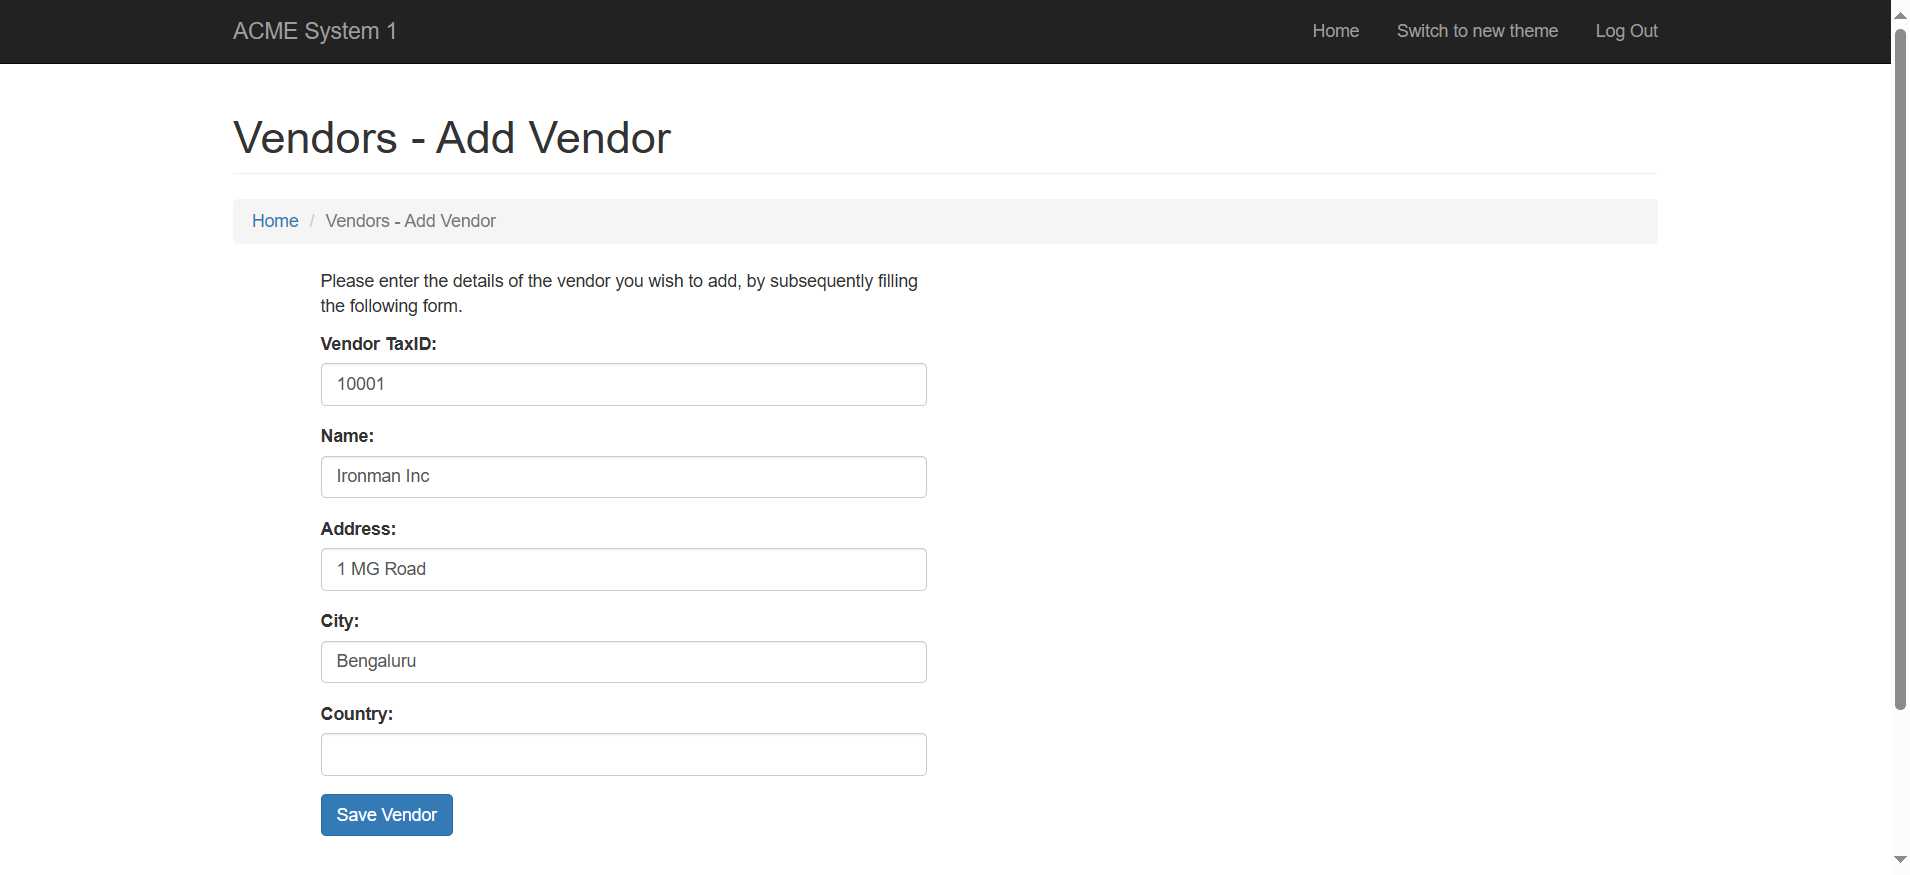 ACME System 1
Home
Switch to new theme
Log Out
Vendors - Add Vendor
Home / Vendors - Add Vendor
Please enter the details of the vendor you wish to add, by subsequently filling
the following form.
Vendor TaxID:
10001
Name:
Ironman Inc
Address:
1 MG Road
City:
Bengaluru
Country:
Save Vendor